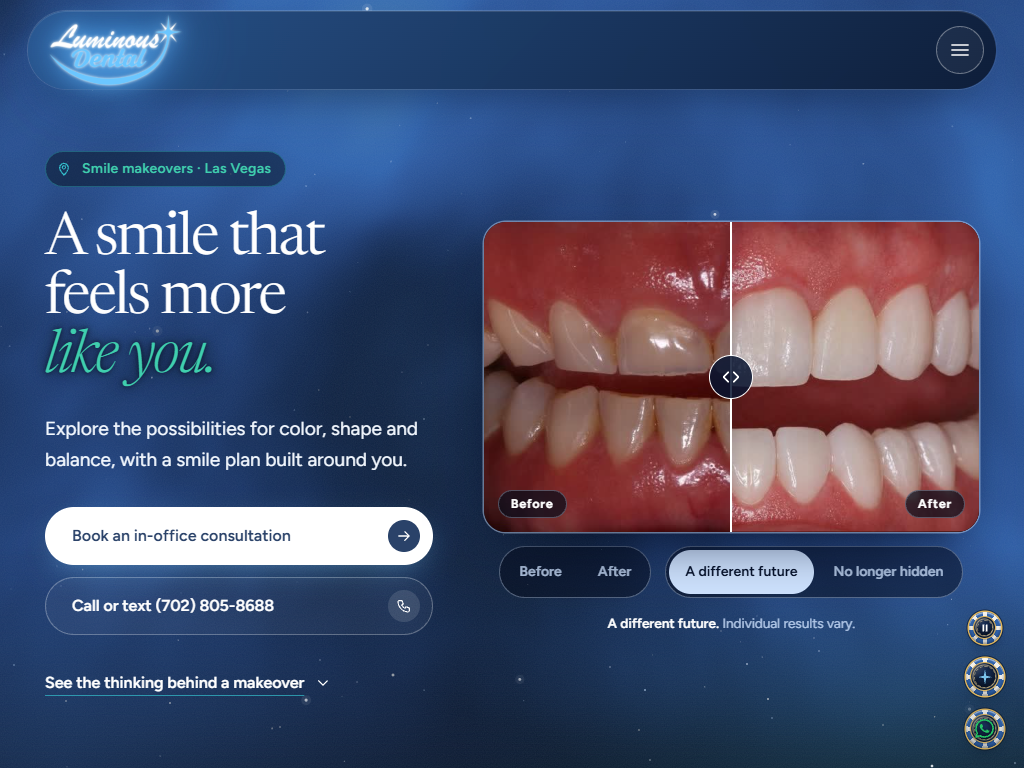 Luminous
Dental
Smile makeovers · Las Vegas
A smile that
feels more
like you.
Explore the possibilities for color, shape and
balance, with a smile plan built around you.
Book an in-office consultation
Call or text (702) 805-8688
See the thinking behind a makeover
Before
After
Before
After
A different future
No longer hidden
A different future. Individual results vary.